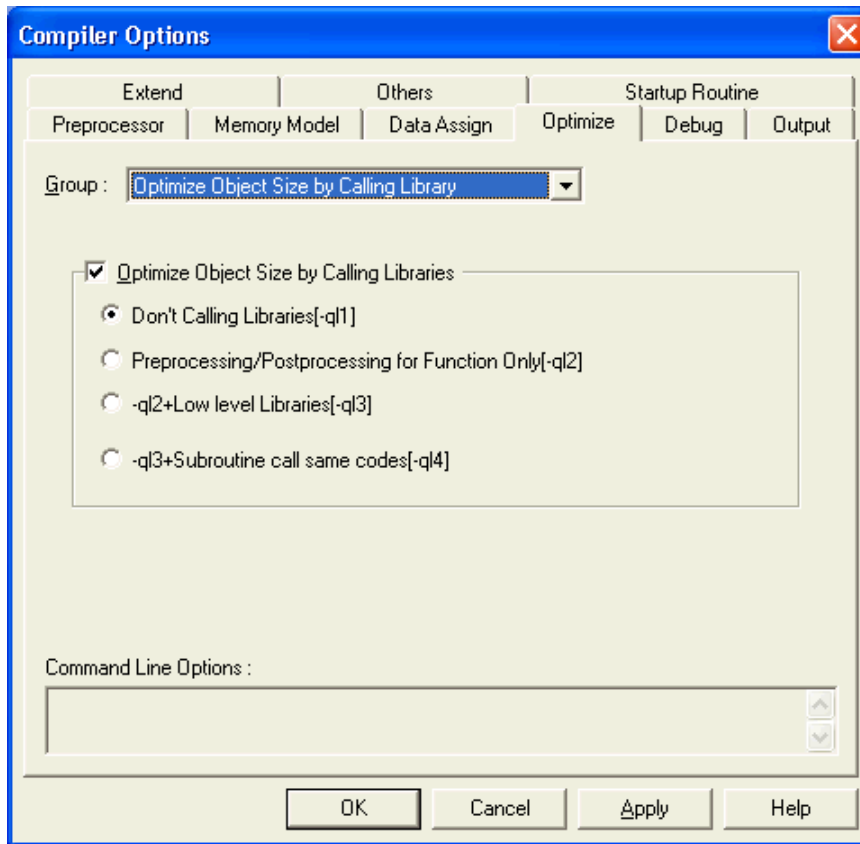 Compiler Options
Extend Others Startup Routine
Preprocessor Memory Model Data Assign Optimize Debug Output
Group : Optimize Object Size by Calling Library
Optimize Object Size by Calling Libraries
Don't Calling Libraries[-ql1]
Preprocessing/Postprocessing for Function Only[-ql2]
-ql2+Low level Libraries[-ql3]
-ql3+Subroutine call same codes[-ql4]
Command Line Options :
OK Cancel Apply Help